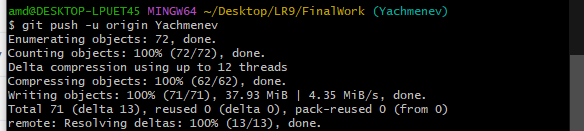 amd@DESKTOP-LPUET45 MINGW64 ~/Desktop/LR9/FinalWork (Yachmenev)
$ git push -u origin Yachmenev
Enumerating objects: 72, done.
Counting objects: 100% (72/72), done.
Delta compression using up to 12 threads
Compressing objects: 100% (62/62), done.
Writing objects: 100% (71/71), 37.93 MiB | 4.35 MiB/s, done.
Total 71 (delta 13), reused 0 (delta 0), pack-reused 0 (from 0)
remote: Resolving deltas: 100% (13/13), done.